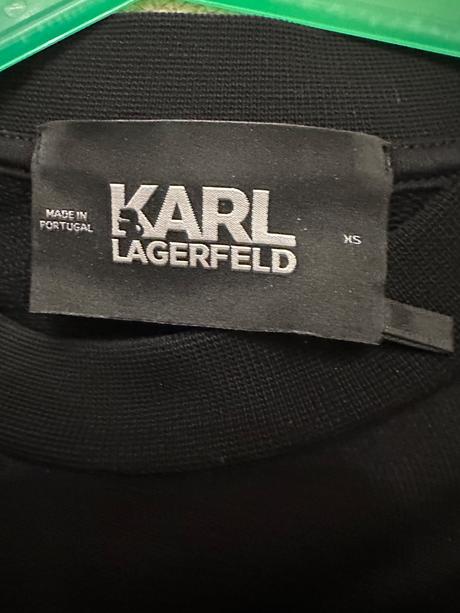 MADE IN
PORTUGAL
KARL
LAGERFELD
XS